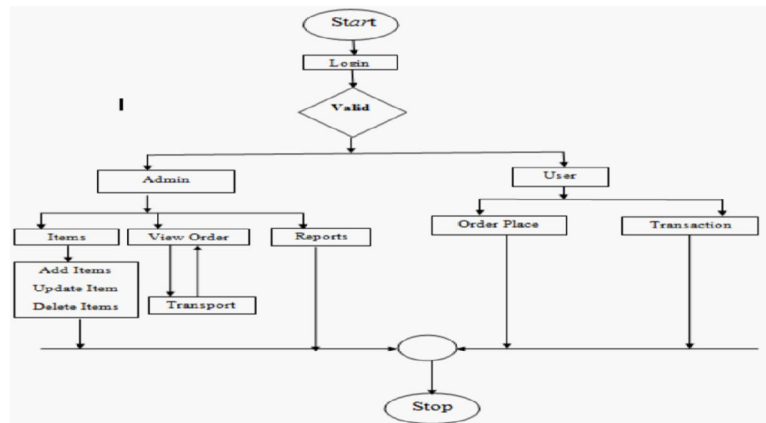 Start
Login
Valid
Admin
User
Items
View Order
Reports
Order Place
Transaction
Add Items
Update Item
Delete Items
Transport
Stop